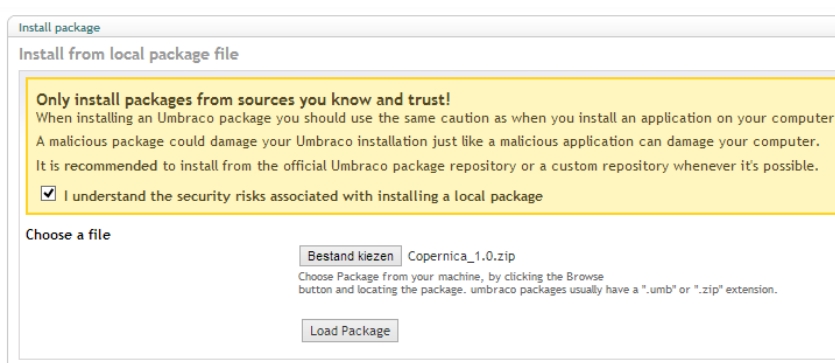 Install package
Install from local package file
Only install packages from sources you know and trust!
When installing an Umbraco package you should use the same caution as when you install an application on your computer
A malicious package could damage your Umbraco installation just like a malicious application can damage your computer.
It is recommended to install from the official Umbraco package repository or a custom repository whenever it's possible.
I understand the security risks associated with installing a local package
Choose a file
Bestand kiezen Copernica_1.0.zip
Choose Package from your machine, by clicking the Browse
button and locating the package. umbraco packages usually have a ".umb" or ".zip" extension.
Load Package